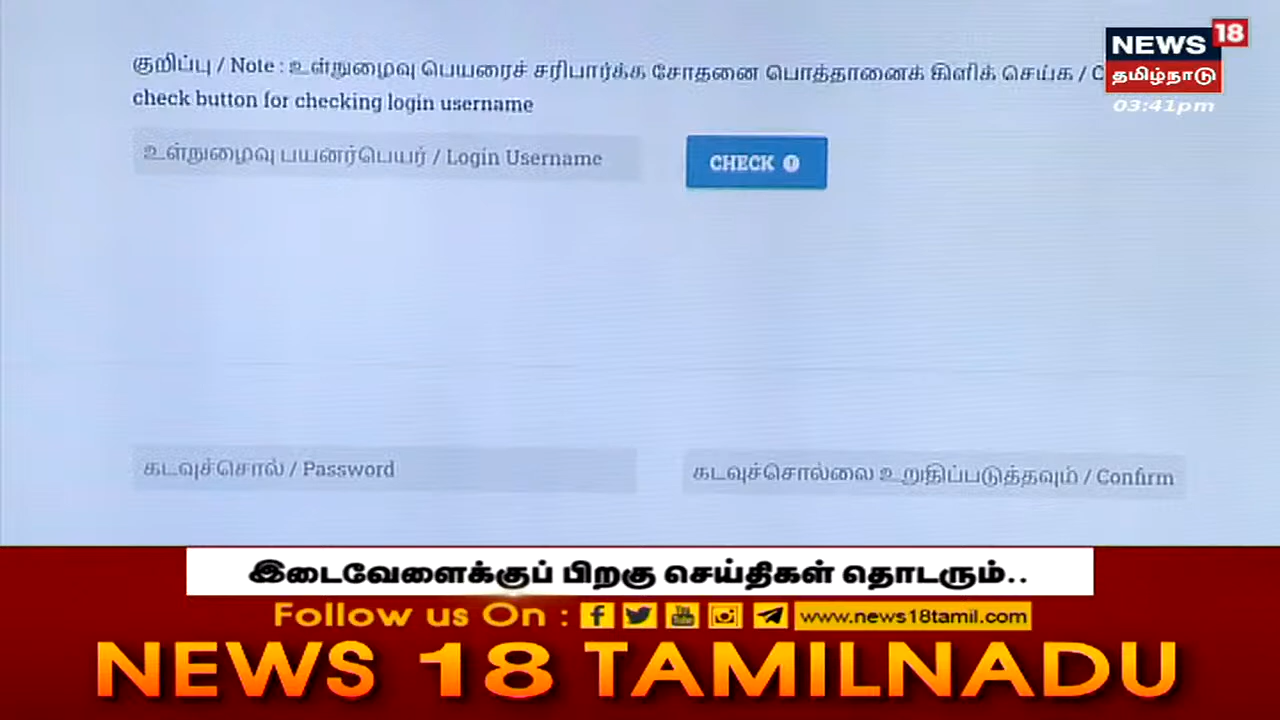 குறிப்பு / Note : உள்நுழைவு பெயரைச் சரிபார்க்க சோதனை பொத்தானைக் கிளிக் செய்க /
check button for checking login username
உள்நுழைவு பயனர்பெயர் / Login Username
CHECK
கடவுச்சொல் / Password
கடவுச்சொல்லை உறுதிப்படுத்தவும் / Confirm
NEWS 18
தமிழ்நாடு
03:41pm
இடைவேளைக்குப் பிறகு செய்திகள் தொடரும்..
Follow us On : www.news18tamil.com
NEWS 18 TAMILNADU